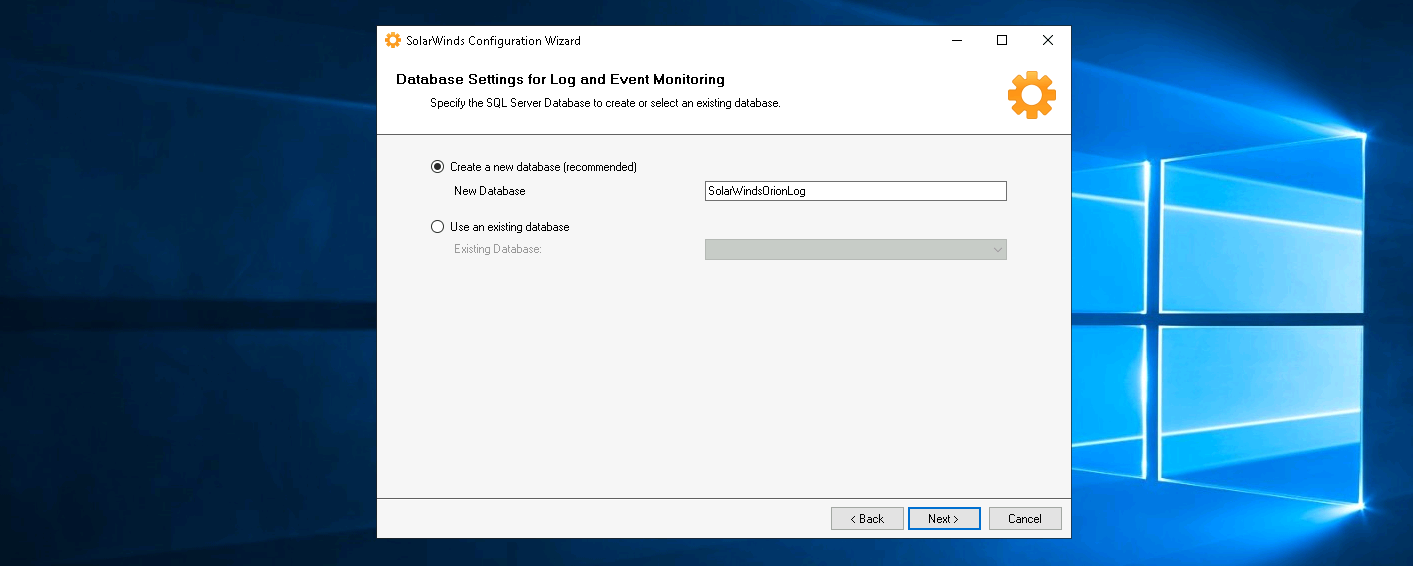 SolarWinds Configuration Wizard
Database Settings for Log and Event Monitoring
Specify the SQL Server Database to create or select an existing database.
Create a new database (recommended)
New Database
SolarWindsOrionLog
Use an existing database
Existing Database:
< Back
Next >
Cancel